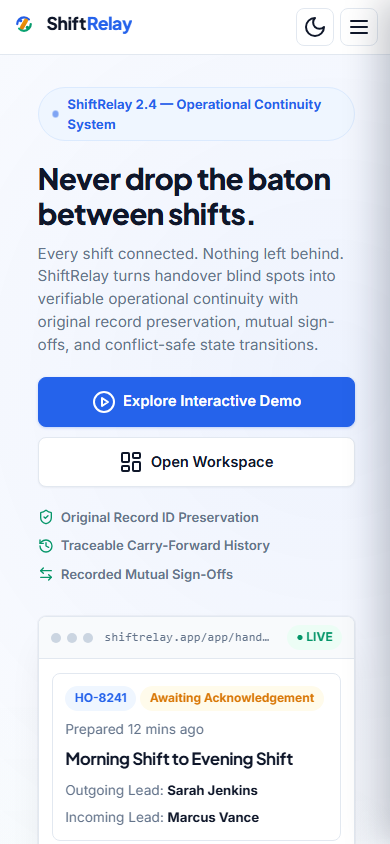 ShiftRelay
ShiftRelay 2.4 — Operational Continuity
System
Never drop the baton
between shifts.
Every shift connected. Nothing left behind.
ShiftRelay turns handover blind spots into
verifiable operational continuity with
original record preservation, mutual sign-
offs, and conflict-safe state transitions.
Explore Interactive Demo
Open Workspace
Original Record ID Preservation
Traceable Carry-Forward History
Recorded Mutual Sign-Offs
shiftrelay.app/app/hand… ● LIVE
HO-8241 Awaiting Acknowledgement
Prepared 12 mins ago
Morning Shift to Evening Shift
Outgoing Lead: Sarah Jenkins
Incoming Lead: Marcus Vance